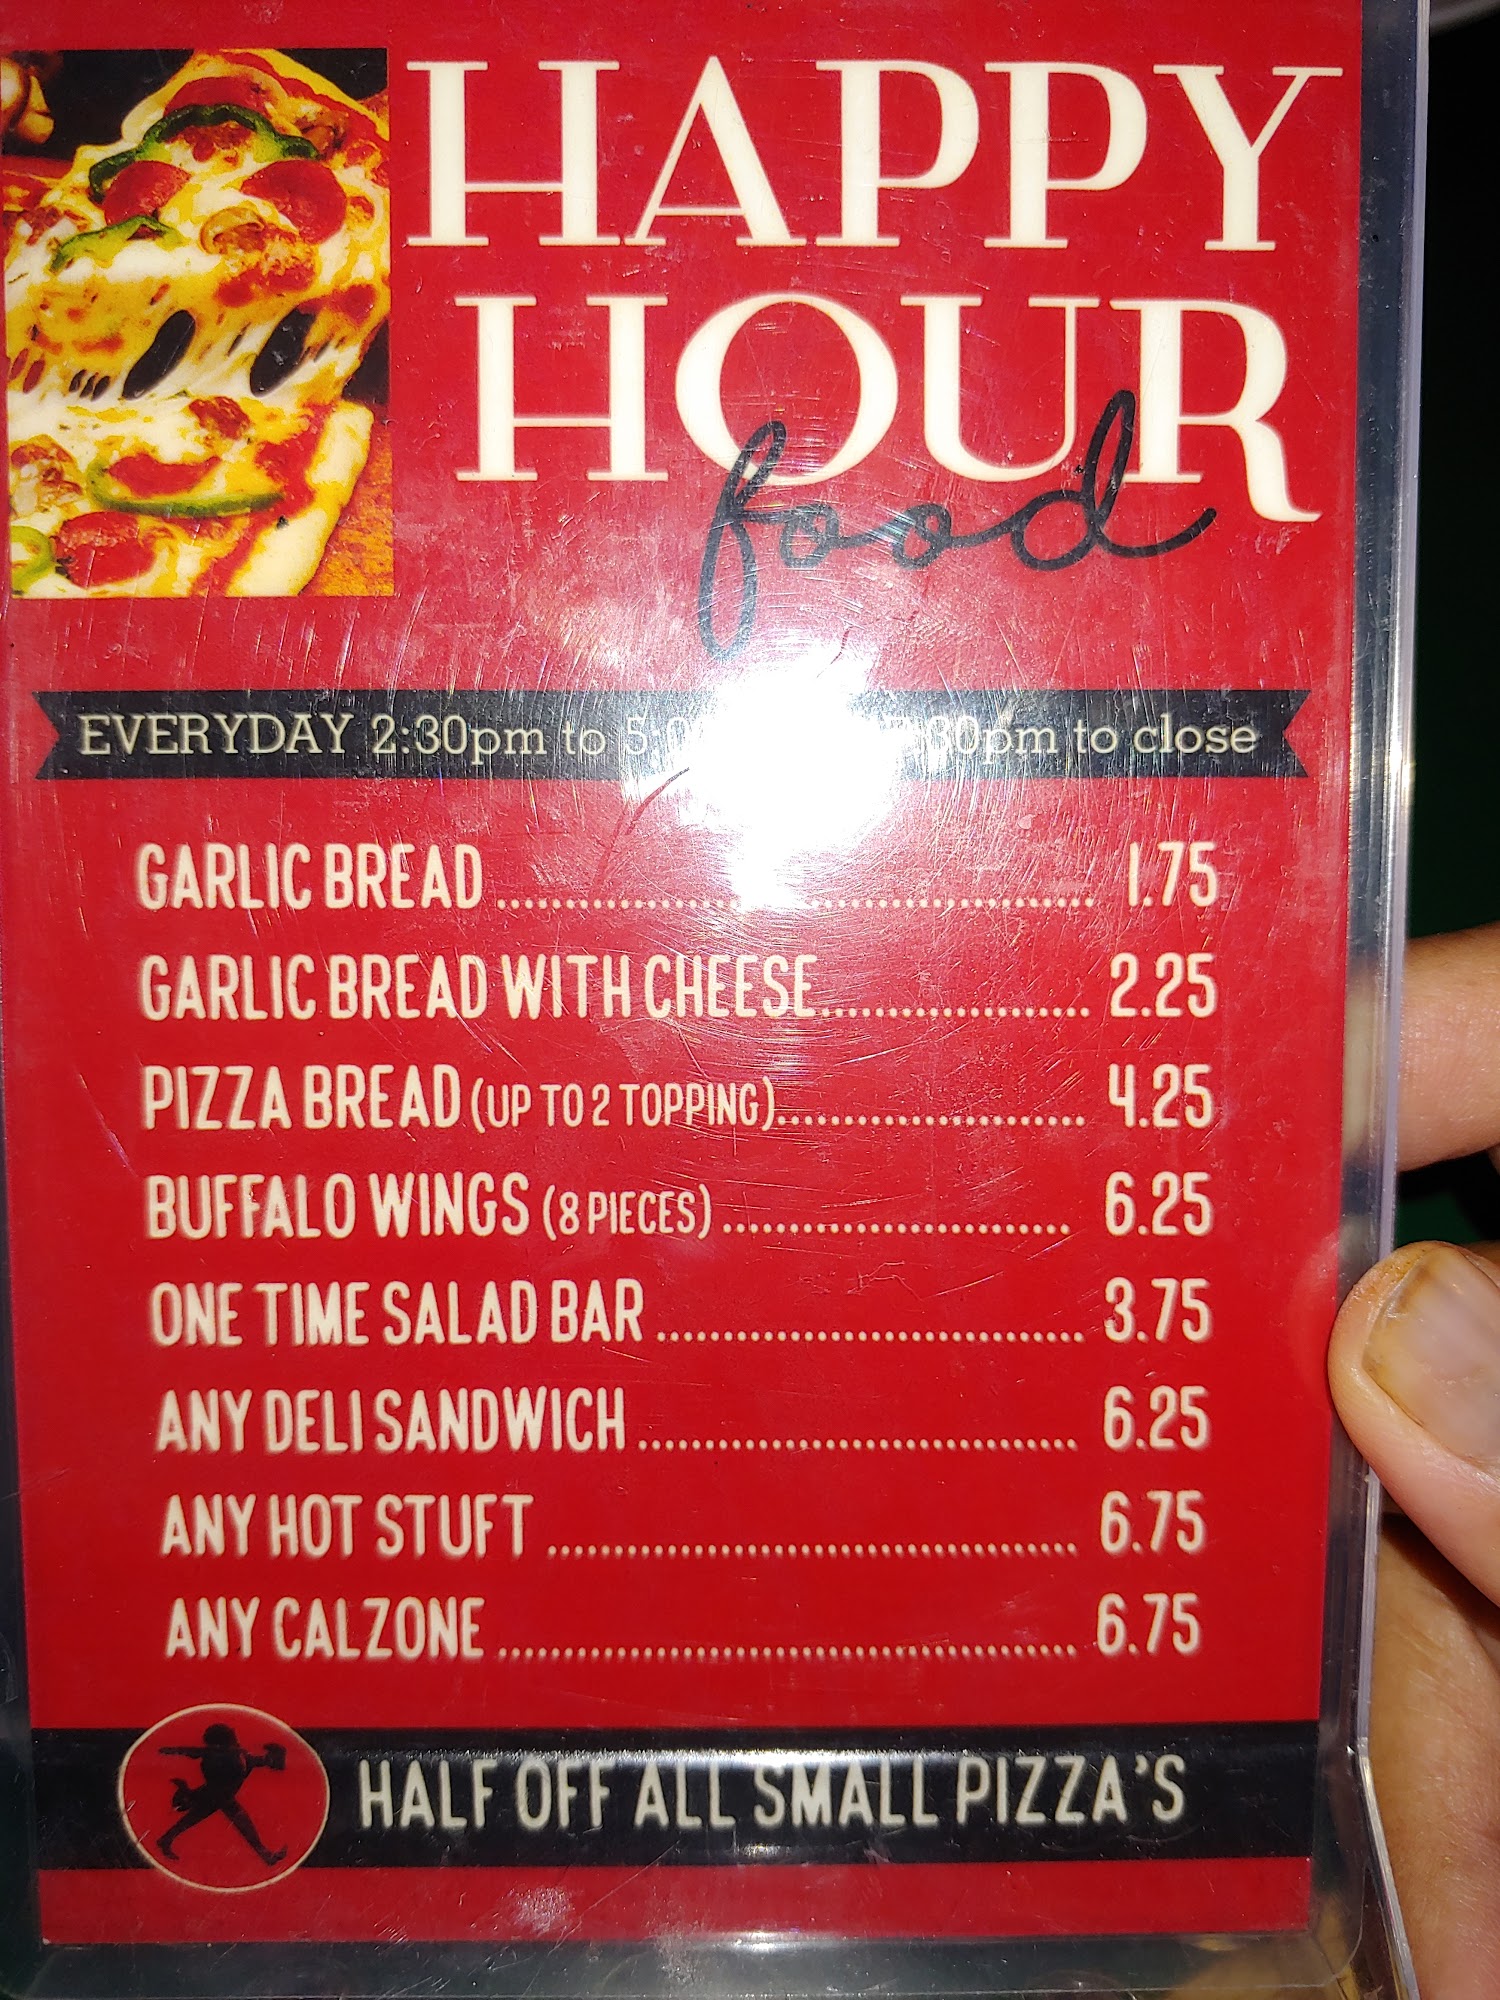 HAPPY
HOUR
food
EVERYDAY 2:30pm to :30pm to close
GARLIC BREAD ........................................ 1.75
GARLIC BREAD WITH CHEESE.................... 2.25
PIZZA BREAD (UP TO 2 TOPPING)....................... 4.25
BUFFALO WINGS (8 PIECES) .......................... 6.25
ONE TIME SALAD BAR ................................ 3.75
ANY DELI SANDWICH ................................. 6.25
ANY HOT STUFT ........................................ 6.75
ANY CALZONE ............................................ 6.75
HALF OFF ALL SMALL PIZZA'S